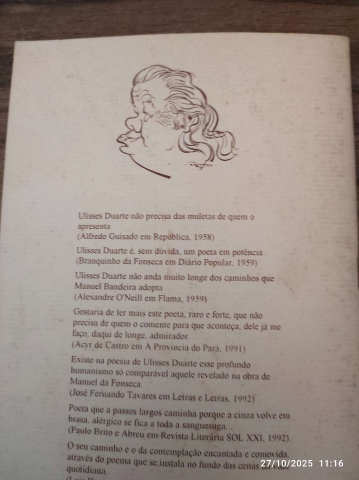 Ulisses Duarte não precisa das muletas de quem o
apresenta
(Alfredo Guisado em República, 1958)
Ulisses Duarte é, sem dúvida, um poeta em potência
(Branquinho da Fonseca em Diário Popular, 1959)
Ulisses Duarte não anda muito longe dos caminhos que
Manuel Bandeira adopta
(Alexandre O'Neill em Flama, 1959)
Gostaria de ler mais este poeta, raro e forte, que não
precisa de quem o comente para que aconteça, dele já me
faço, daqui de longe, admirador.
(Acyr de Castro em A Província do Pará, 1991)
Existe na poesia de Ulisses Duarte esse profundo
humanismo só comparável aquele revelado na obra de
Manuel da Fonseca
(José Fernando Tavares em Letras e Letras, 1992)
Poeta que a passos largos caminha porque a cinza volve em
brasa, alérgico se fica a toda a sanguessuga...
(Paulo Brito e Abreu em Revista Literária SOL XXI, 1992)
O seu caminho é o da contemplação encantada e comovida,
através do poema que se instala no fundo das cenas da vida
quotidiana.
27/10/2025 11:16